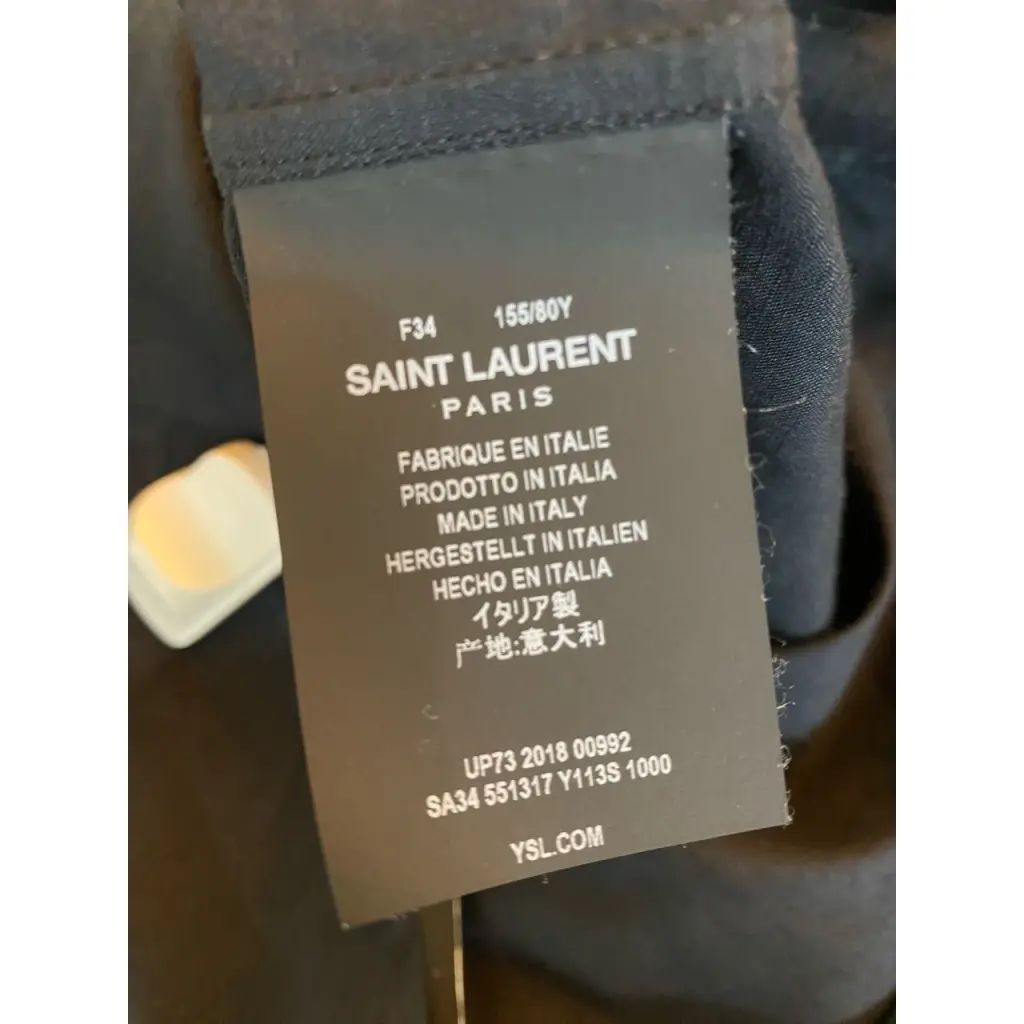 F34 155/80Y
SAINT LAURENT
PARIS
FABRIQUE EN ITALIE
PRODOTTO IN ITALIA
MADE IN ITALY
HERGESTELLT IN ITALIEN
HECHO EN ITALIA
イタリア製
产地:意大利
UP73 2018 00992
SA34 551317 Y113S 1000
YSL.COM